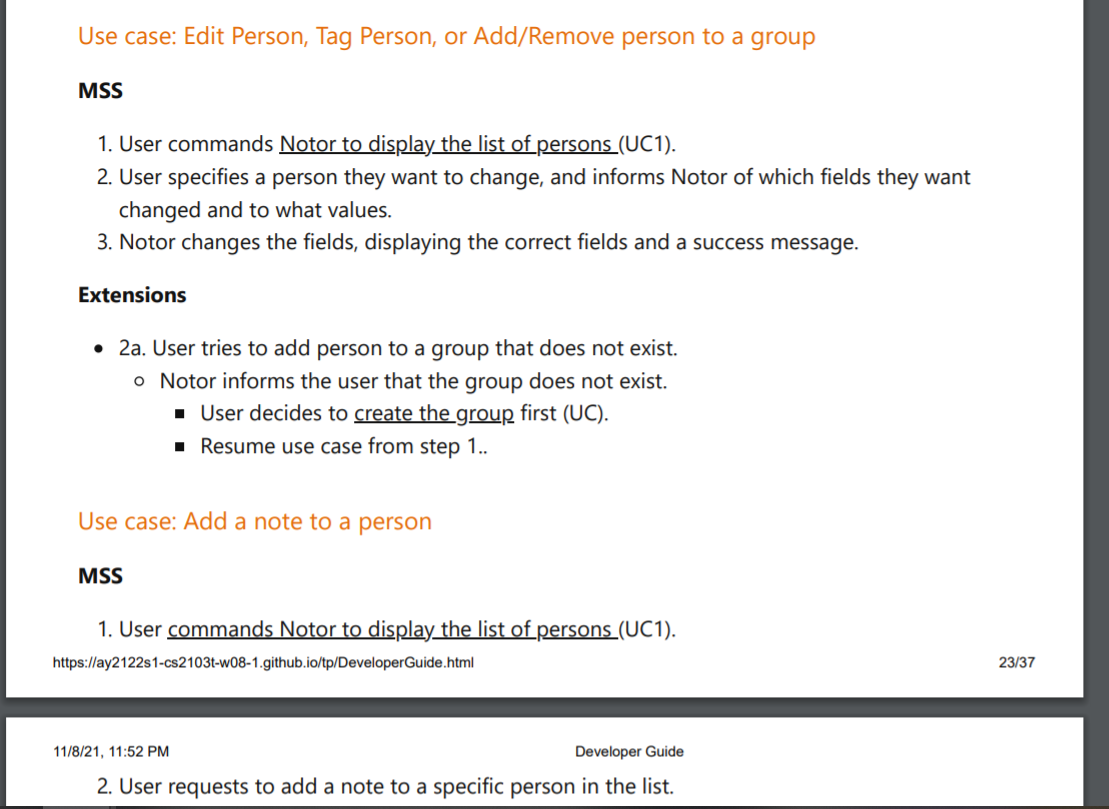 Use case: Edit Person, Tag Person, or Add/Remove person to a group
MSS
1. User commands Notor to display the list of persons (UC1).
2. User specifies a person they want to change, and informs Notor of which fields they want
changed and to what values.
3. Notor changes the fields, displaying the correct fields and a success message.
Extensions
• 2a. User tries to add person to a group that does not exist.
○ Notor informs the user that the group does not exist.
▪ User decides to create the group first (UC).
▪ Resume use case from step 1..
Use case: Add a note to a person
MSS
1. User commands Notor to display the list of persons (UC1).
https://ay2122s1-cs2103t-w08-1.github.io/tp/DeveloperGuide.html 23/37
11/8/21, 11:52 PM Developer Guide
2. User requests to add a note to a specific person in the list.